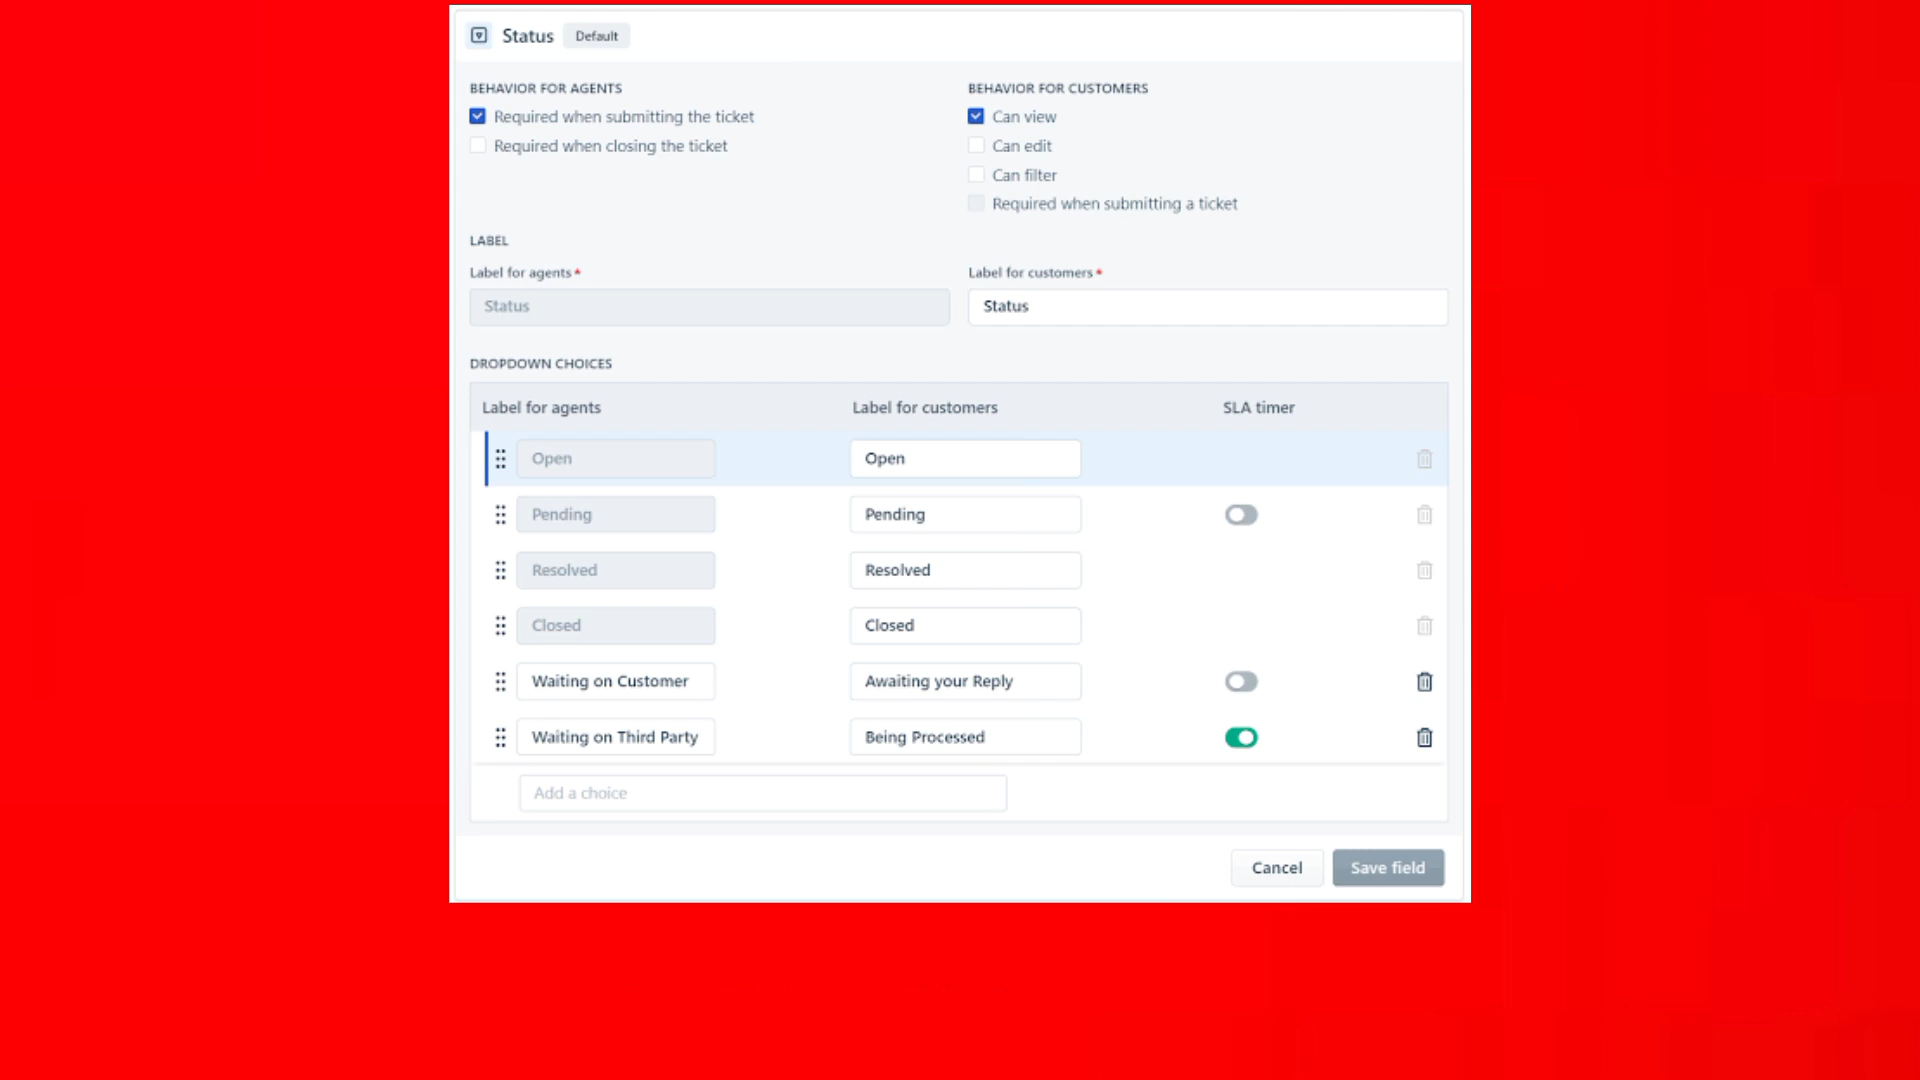 Status Default
BEHAVIOR FOR AGENTS
Required when submitting the ticket
Required when closing the ticket
BEHAVIOR FOR CUSTOMERS
Can view
Can edit
Can filter
Required when submitting a ticket
LABEL
Label for agents *
Status
Label for customers *
Status
DROPDOWN CHOICES
Label for agents Label for customers SLA timer
Open Open
Pending Pending
Resolved Resolved
Closed Closed
Waiting on Customer Awaiting your Reply
Waiting on Third Party Being Processed
Add a choice
Cancel Save field